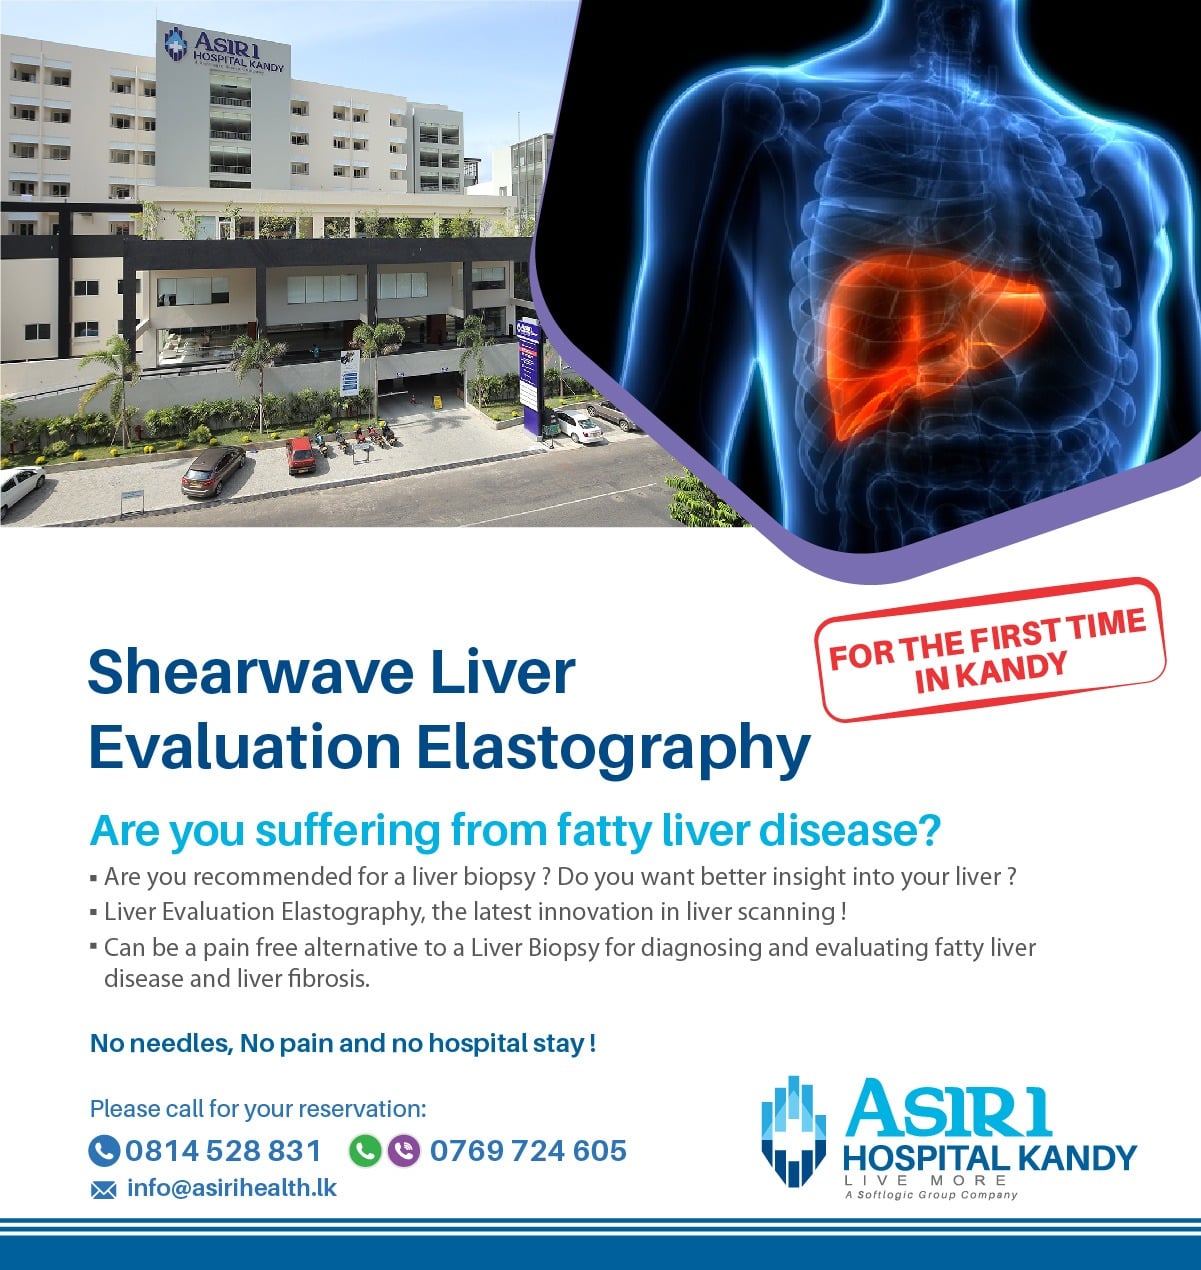 ASIRI
HOSPITAL KANDY
A Softlogic Group Company
ASIRI
FOR THE FIRST TIME
IN KANDY
Shearwave Liver
Evaluation Elastography
Are you suffering from fatty liver disease?
▪ Are you recommended for a liver biopsy ? Do you want better insight into your liver ?
▪ Liver Evaluation Elastography, the latest innovation in liver scanning !
▪ Can be a pain free alternative to a Liver Biopsy for diagnosing and evaluating fatty liver
disease and liver fibrosis.
No needles, No pain and no hospital stay !
Please call for your reservation:
0814 528 831 0769 724 605
info@asirihealth.lk
ASIRI
HOSPITAL KANDY
LIVE MORE
A Softlogic Group Company